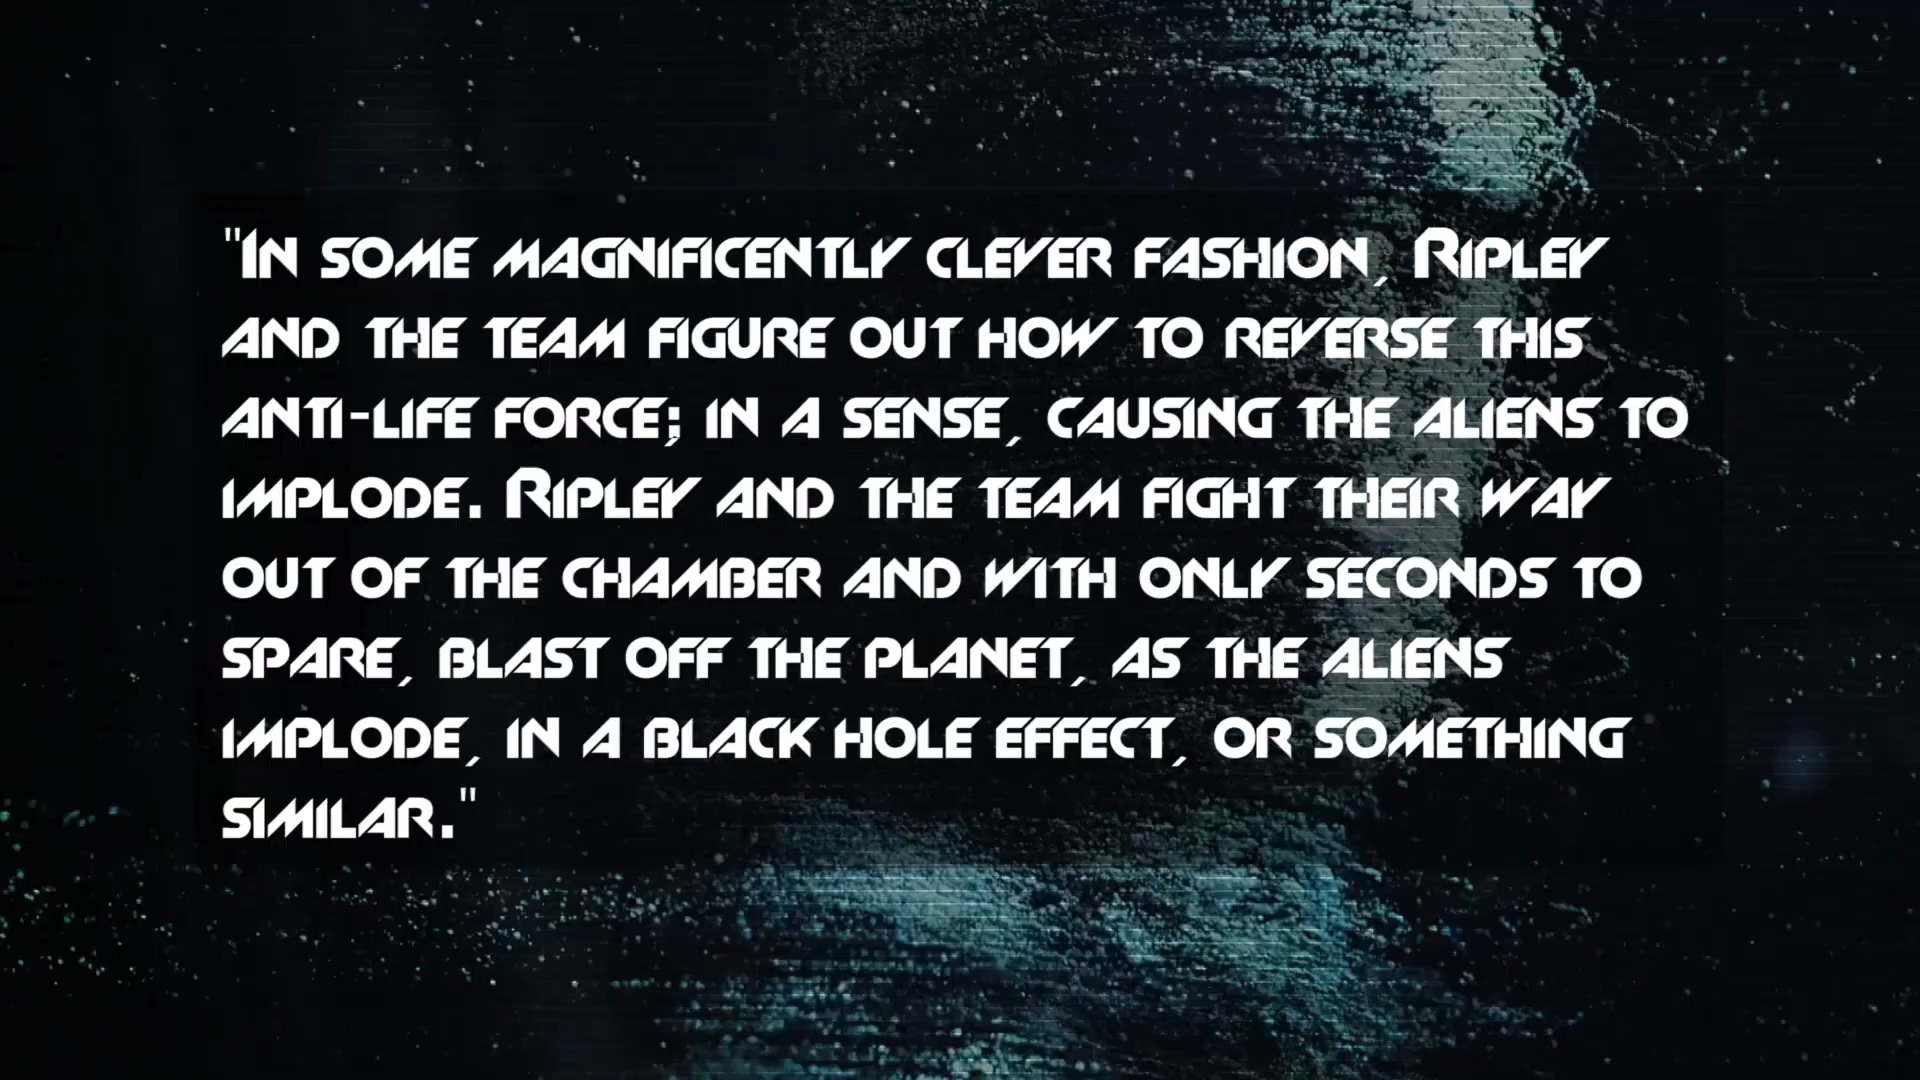 "In some magnificently clever fashion, Ripley
and the team figure out how to reverse this
anti-life force; in a sense, causing the aliens to
implode. Ripley and the team fight their way
out of the chamber and with only seconds to
spare, blast off the planet, as the aliens
implode, in a black hole effect, or something
similar."